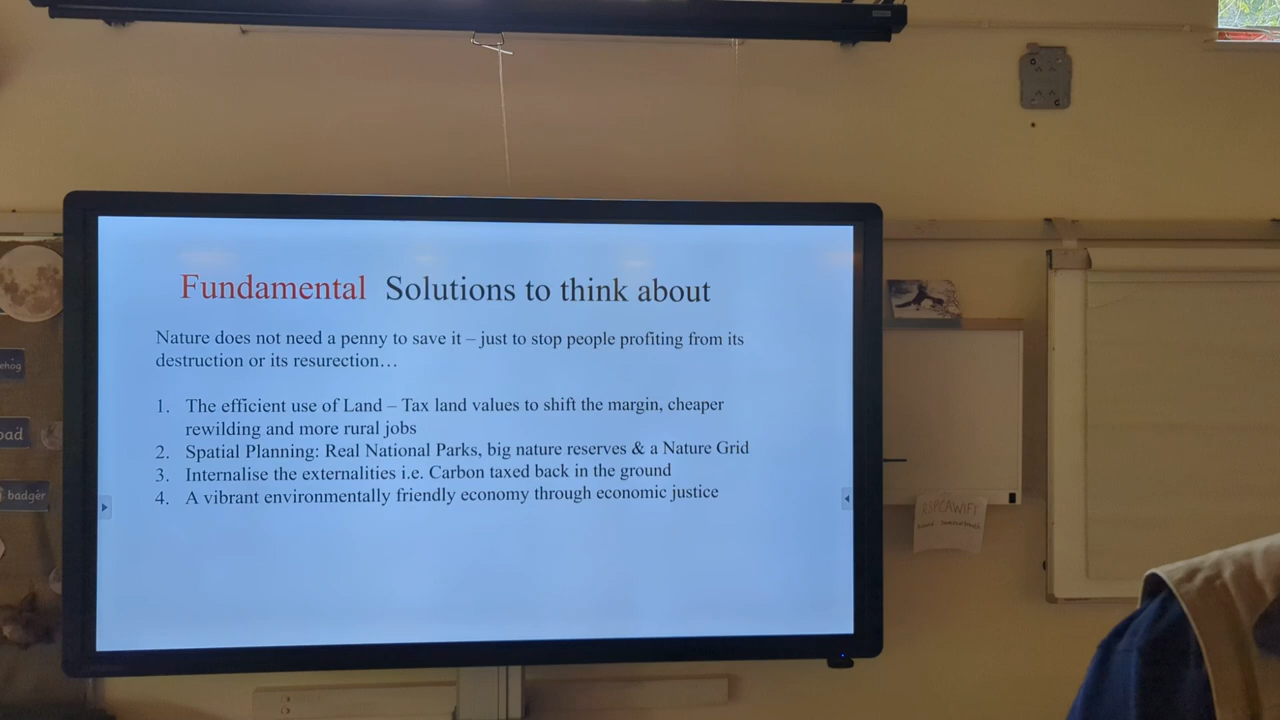 Fundamental Solutions to think about
Nature does not need a penny to save it – just to stop people profiting from its
destruction or its resurection…
1. The efficient use of Land – Tax land values to shift the margin, cheaper
rewilding and more rural jobs
2. Spatial Planning: Real National Parks, big nature reserves & a Nature Grid
3. Internalise the externalities i.e. Carbon taxed back in the ground
4. A vibrant environmentally friendly economy through economic justice
ehog
oad
badger
RSPCAWIFI